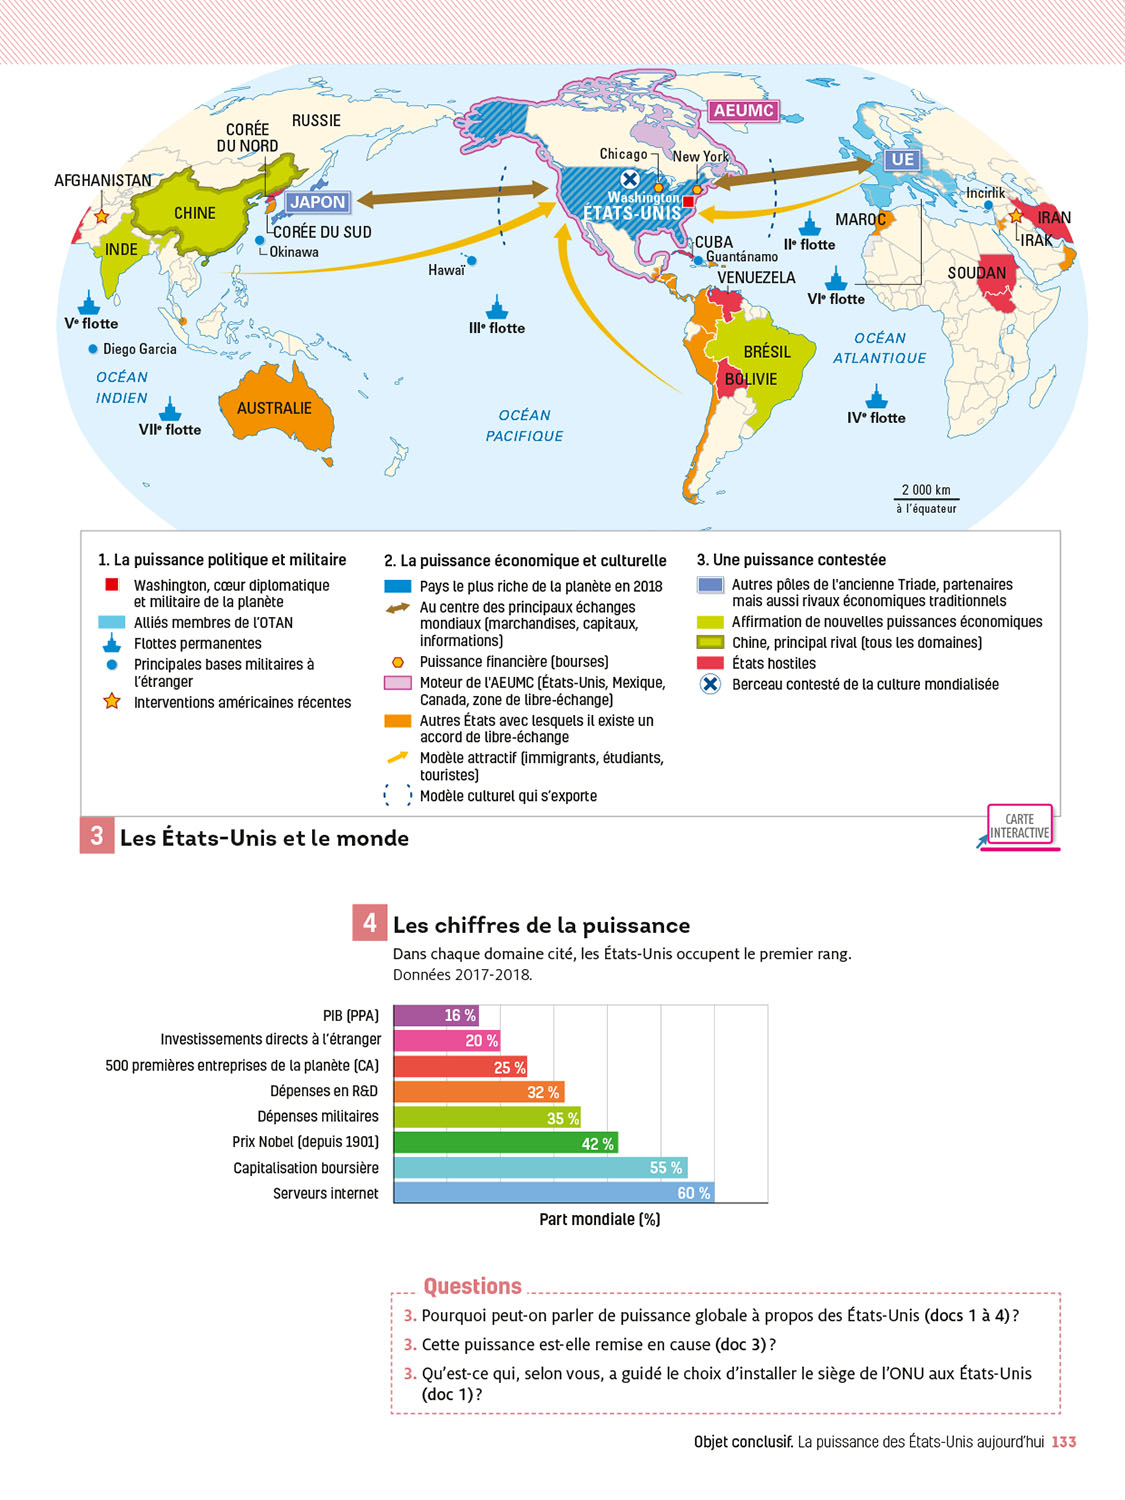 AEUMC
RUSSIE
CORÉE
DU NORD
Chicago
New York
UE
AFGHANISTAN
JAPON
Washington
ÉTATS-UNIS
Incirlik
CHINE
MAROC
IRAN
CORÉE DU SUD
Okinawa
INDE
IIe flotte
IRAK
CUBA
Guantánamo
Hawaï
VENUEZELA
SOUDAN
VIe flotte
Ve flotte
IIIe flotte
Diego Garcia
BRÉSIL
OCÉAN
ATLANTIQUE
OCÉAN
INDIEN
BOLIVIE
AUSTRALIE
VIIe flotte
OCÉAN
PACIFIQUE
IVe flotte
2 000 km
à l'équateur
1. La puissance politique et militaire
Washington, cœur diplomatique
et militaire de la planète
Alliés membres de l'OTAN
Flottes permanentes
Principales bases militaires à
l'étranger
Interventions américaines récentes
2. La puissance économique et culturelle
Pays le plus riche de la planète en 2018
Au centre des principaux échanges
mondiaux (marchandises, capitaux,
informations)
Puissance financière (bourses)
Moteur de l'AEUMC (États-Unis, Mexique,
Canada, zone de libre-échange)
Autres États avec lesquels il existe un
accord de libre-échange
Modèle attractif (immigrants, étudiants,
touristes)
Modèle culturel qui s'exporte
3. Une puissance contestée
Autres pôles de l'ancienne Triade, partenaires
mais aussi rivaux économiques traditionnels
Affirmation de nouvelles puissances économiques
Chine, principal rival (tous les domaines)
États hostiles
Berceau contesté de la culture mondialisée
3 Les États-Unis et le monde
CARTE
INTERACTIVE
4 Les chiffres de la puissance
Dans chaque domaine cité, les États-Unis occupent le premier rang.
Données 2017-2018.
PIB (PPA) 16 %
Investissements directs à l'étranger 20 %
500 premières entreprises de la planète (CA) 25 %
Dépenses en R&D 32 %
Dépenses militaires 35 %
Prix Nobel (depuis 1901) 42 %
Capitalisation boursière 55 %
Serveurs internet 60 %
Part mondiale (%)
Questions
3. Pourquoi peut-on parler de puissance globale à propos des États-Unis (docs 1 à 4) ?
3. Cette puissance est-elle remise en cause (doc 3) ?
3. Qu'est-ce qui, selon vous, a guidé le choix d'installer le siège de l'ONU aux États-Unis
(doc 1) ?
Objet conclusif. La puissance des États-Unis aujourd'hui 133